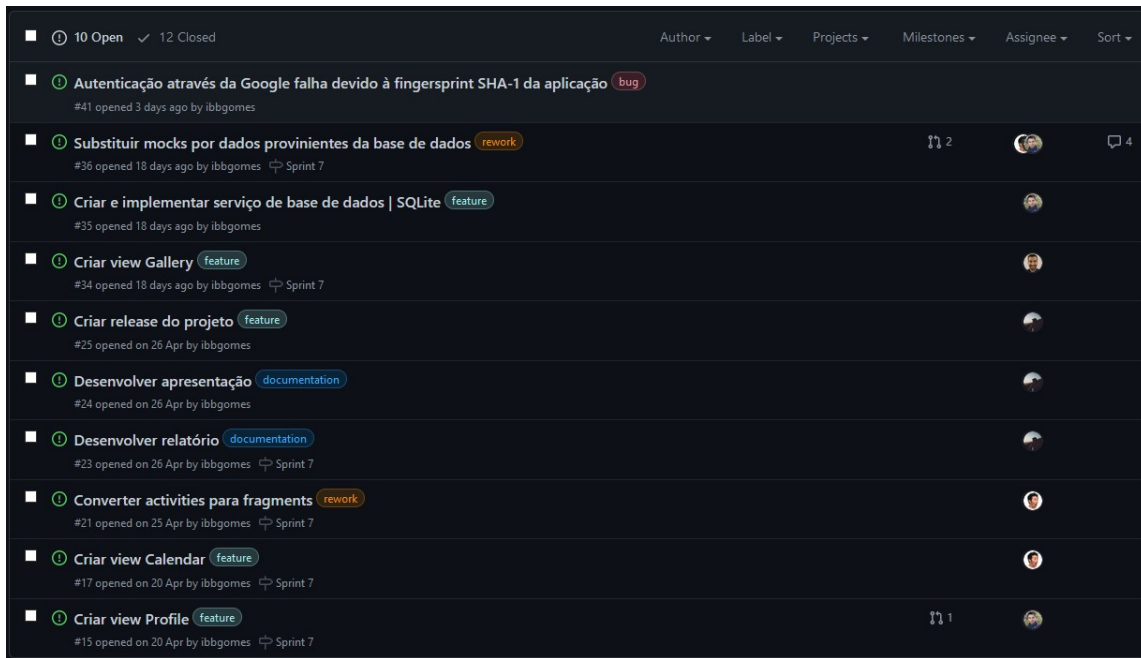 10 Open 12 Closed Author Label Projects Milestones Assignee Sort
Autenticação através da Google falha devido à fingersprint SHA-1 da aplicação bug
#41 opened 3 days ago by ibbgomes
Substituir mocks por dados provinientes da base de dados rework 2 4
#36 opened 18 days ago by ibbgomes Sprint 7
Criar e implementar serviço de base de dados | SQLite feature
#35 opened 18 days ago by ibbgomes
Criar view Gallery feature
#34 opened 18 days ago by ibbgomes Sprint 7
Criar release do projeto feature
#25 opened on 26 Apr by ibbgomes
Desenvolver apresentação documentation
#24 opened on 26 Apr by ibbgomes
Desenvolver relatório documentation
#23 opened on 26 Apr by ibbgomes Sprint 7
Converter activities para fragments rework
#21 opened on 25 Apr by ibbgomes Sprint 7
Criar view Calendar feature
#17 opened on 20 Apr by ibbgomes Sprint 7
Criar view Profile feature 1
#15 opened on 20 Apr by ibbgomes Sprint 7